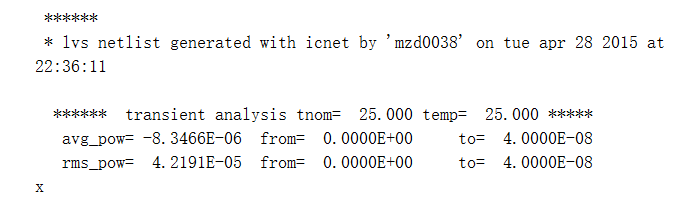 ******
* lvs netlist generated with icnet by 'mzd0038' on tue apr 28 2015 at
22:36:11
****** transient analysis tnom= 25.000 temp= 25.000 *****
avg_pow= -8.3466E-06 from= 0.0000E+00 to= 4.0000E-08
rms_pow= 4.2191E-05 from= 0.0000E+00 to= 4.0000E-08
x